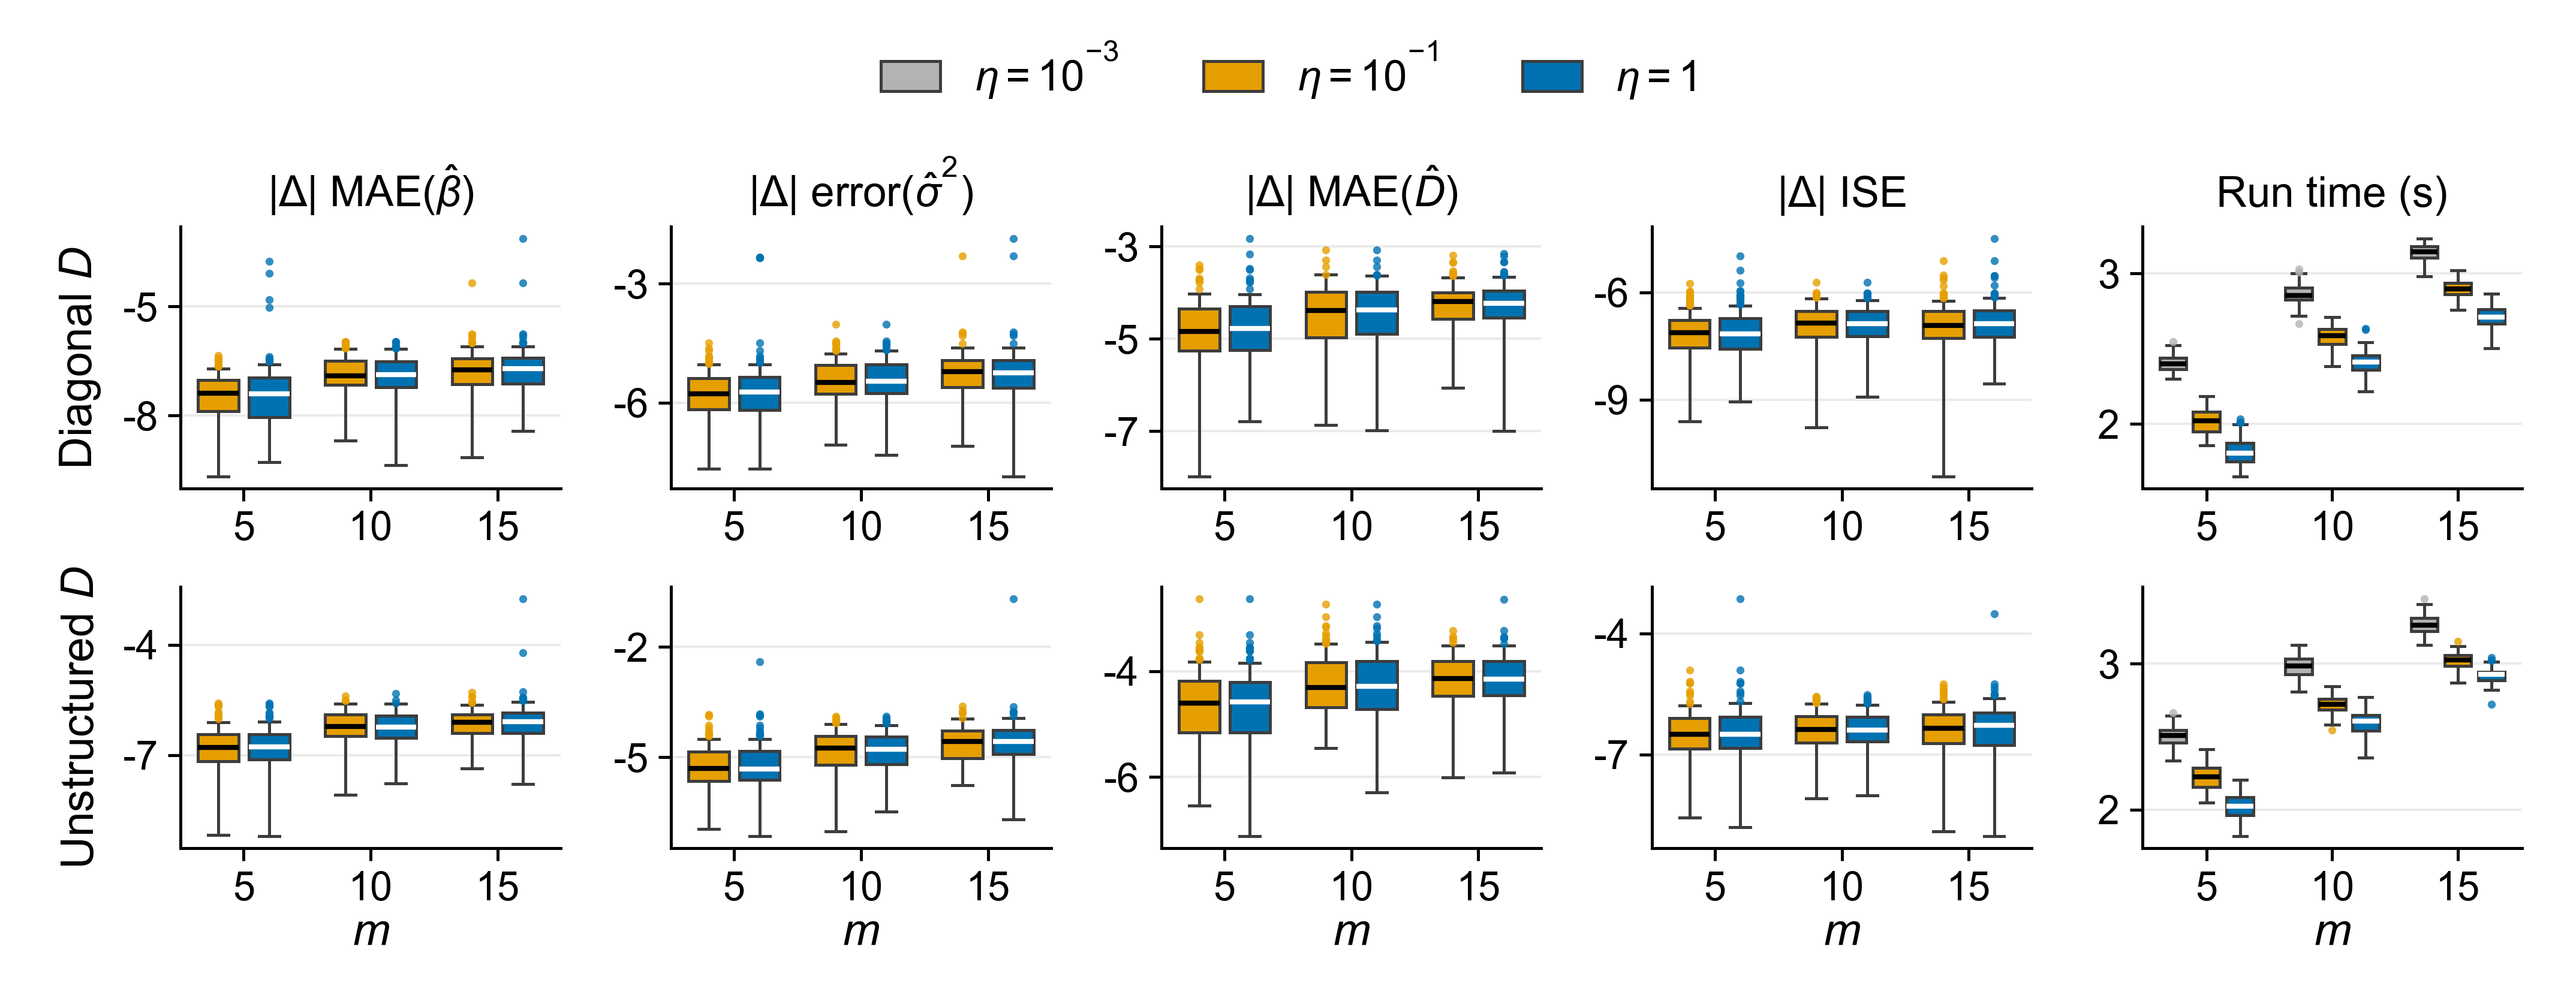 η = 10⁻³ η = 10⁻¹ η = 1
|Δ| MAE(β̂) |Δ| error(σ̂²) |Δ| MAE(D̂) |Δ| ISE Run time (s)
Diagonal D
-5
-8
5 10 15
-3
-6
5 10 15
-3
-5
-7
5 10 15
-6
-9
5 10 15
3
2
5 10 15
Unstructured D
-4
-7
5 10 15
m
-2
-5
5 10 15
m
-4
-6
5 10 15
m
-4
-7
5 10 15
m
3
2
5 10 15
m